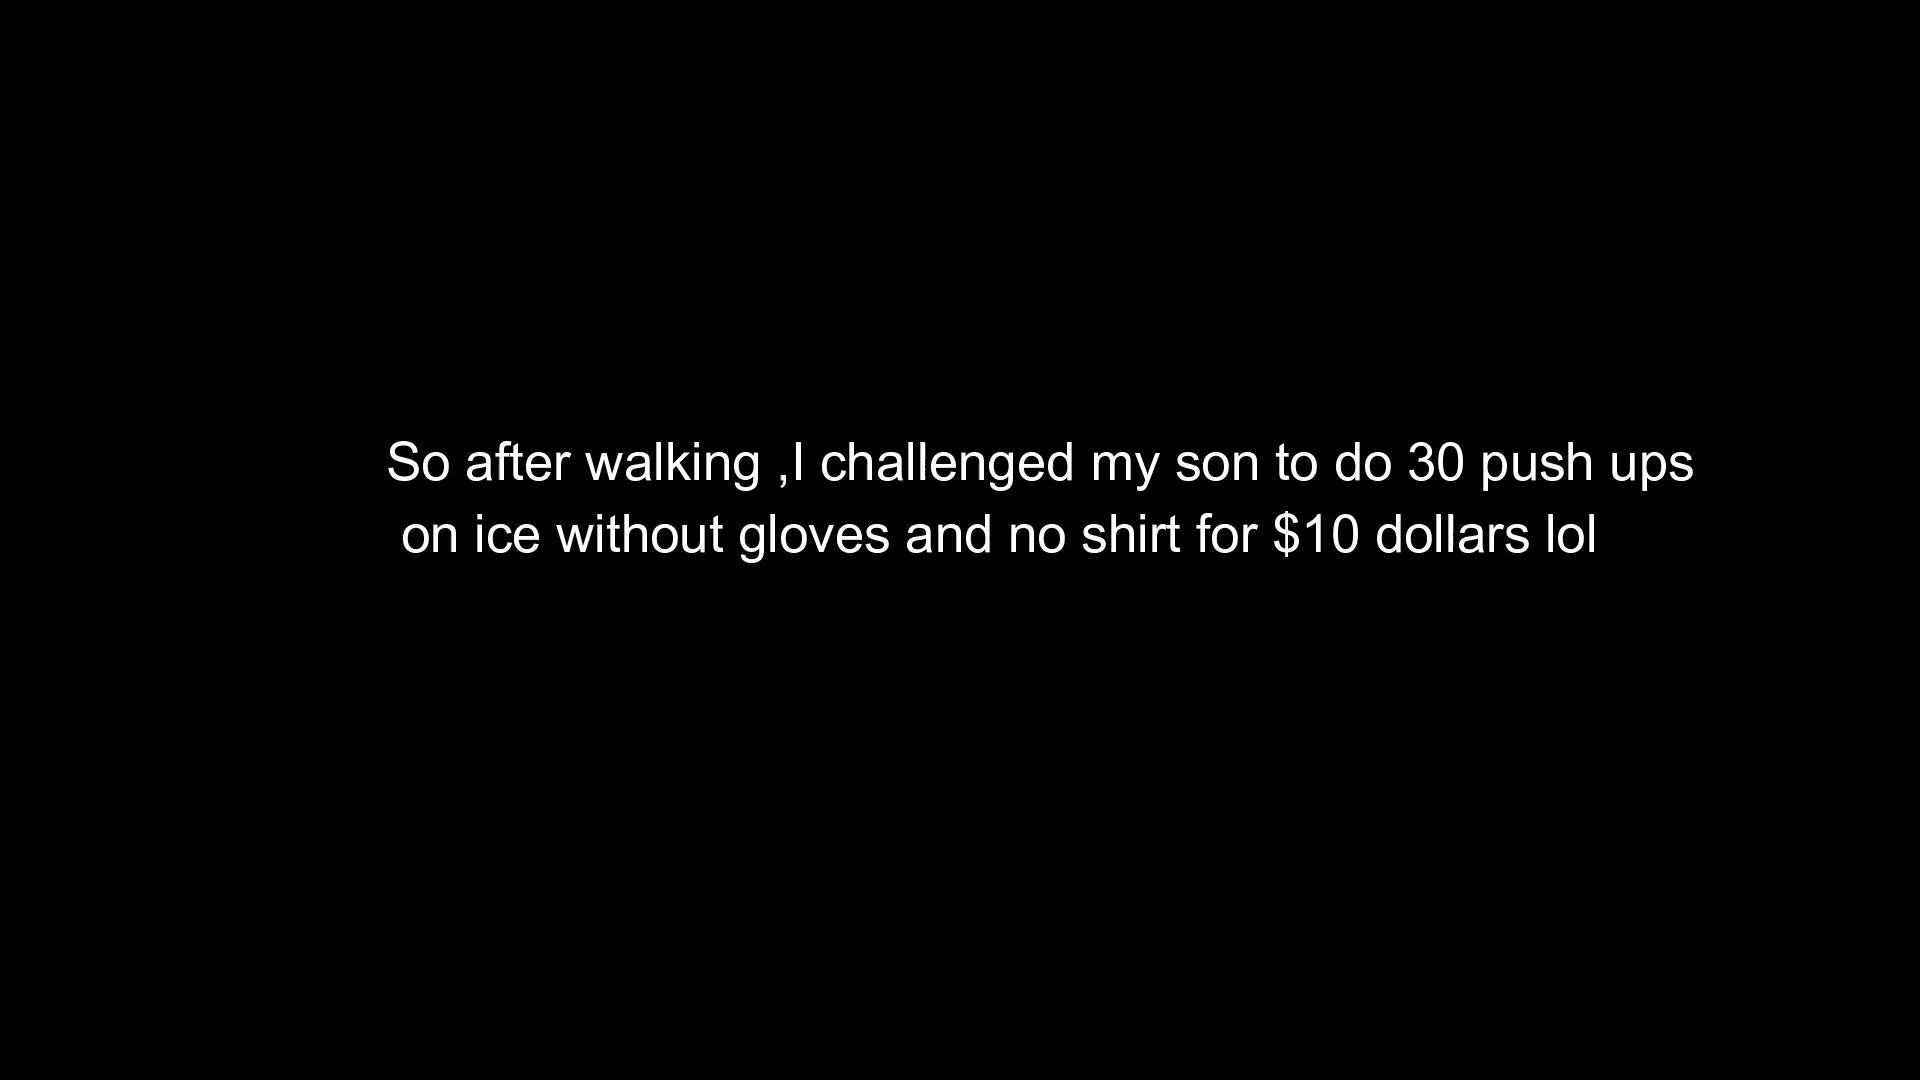 So after walking ,I challenged my son to do 30 push ups
on ice without gloves and no shirt for $10 dollars lol